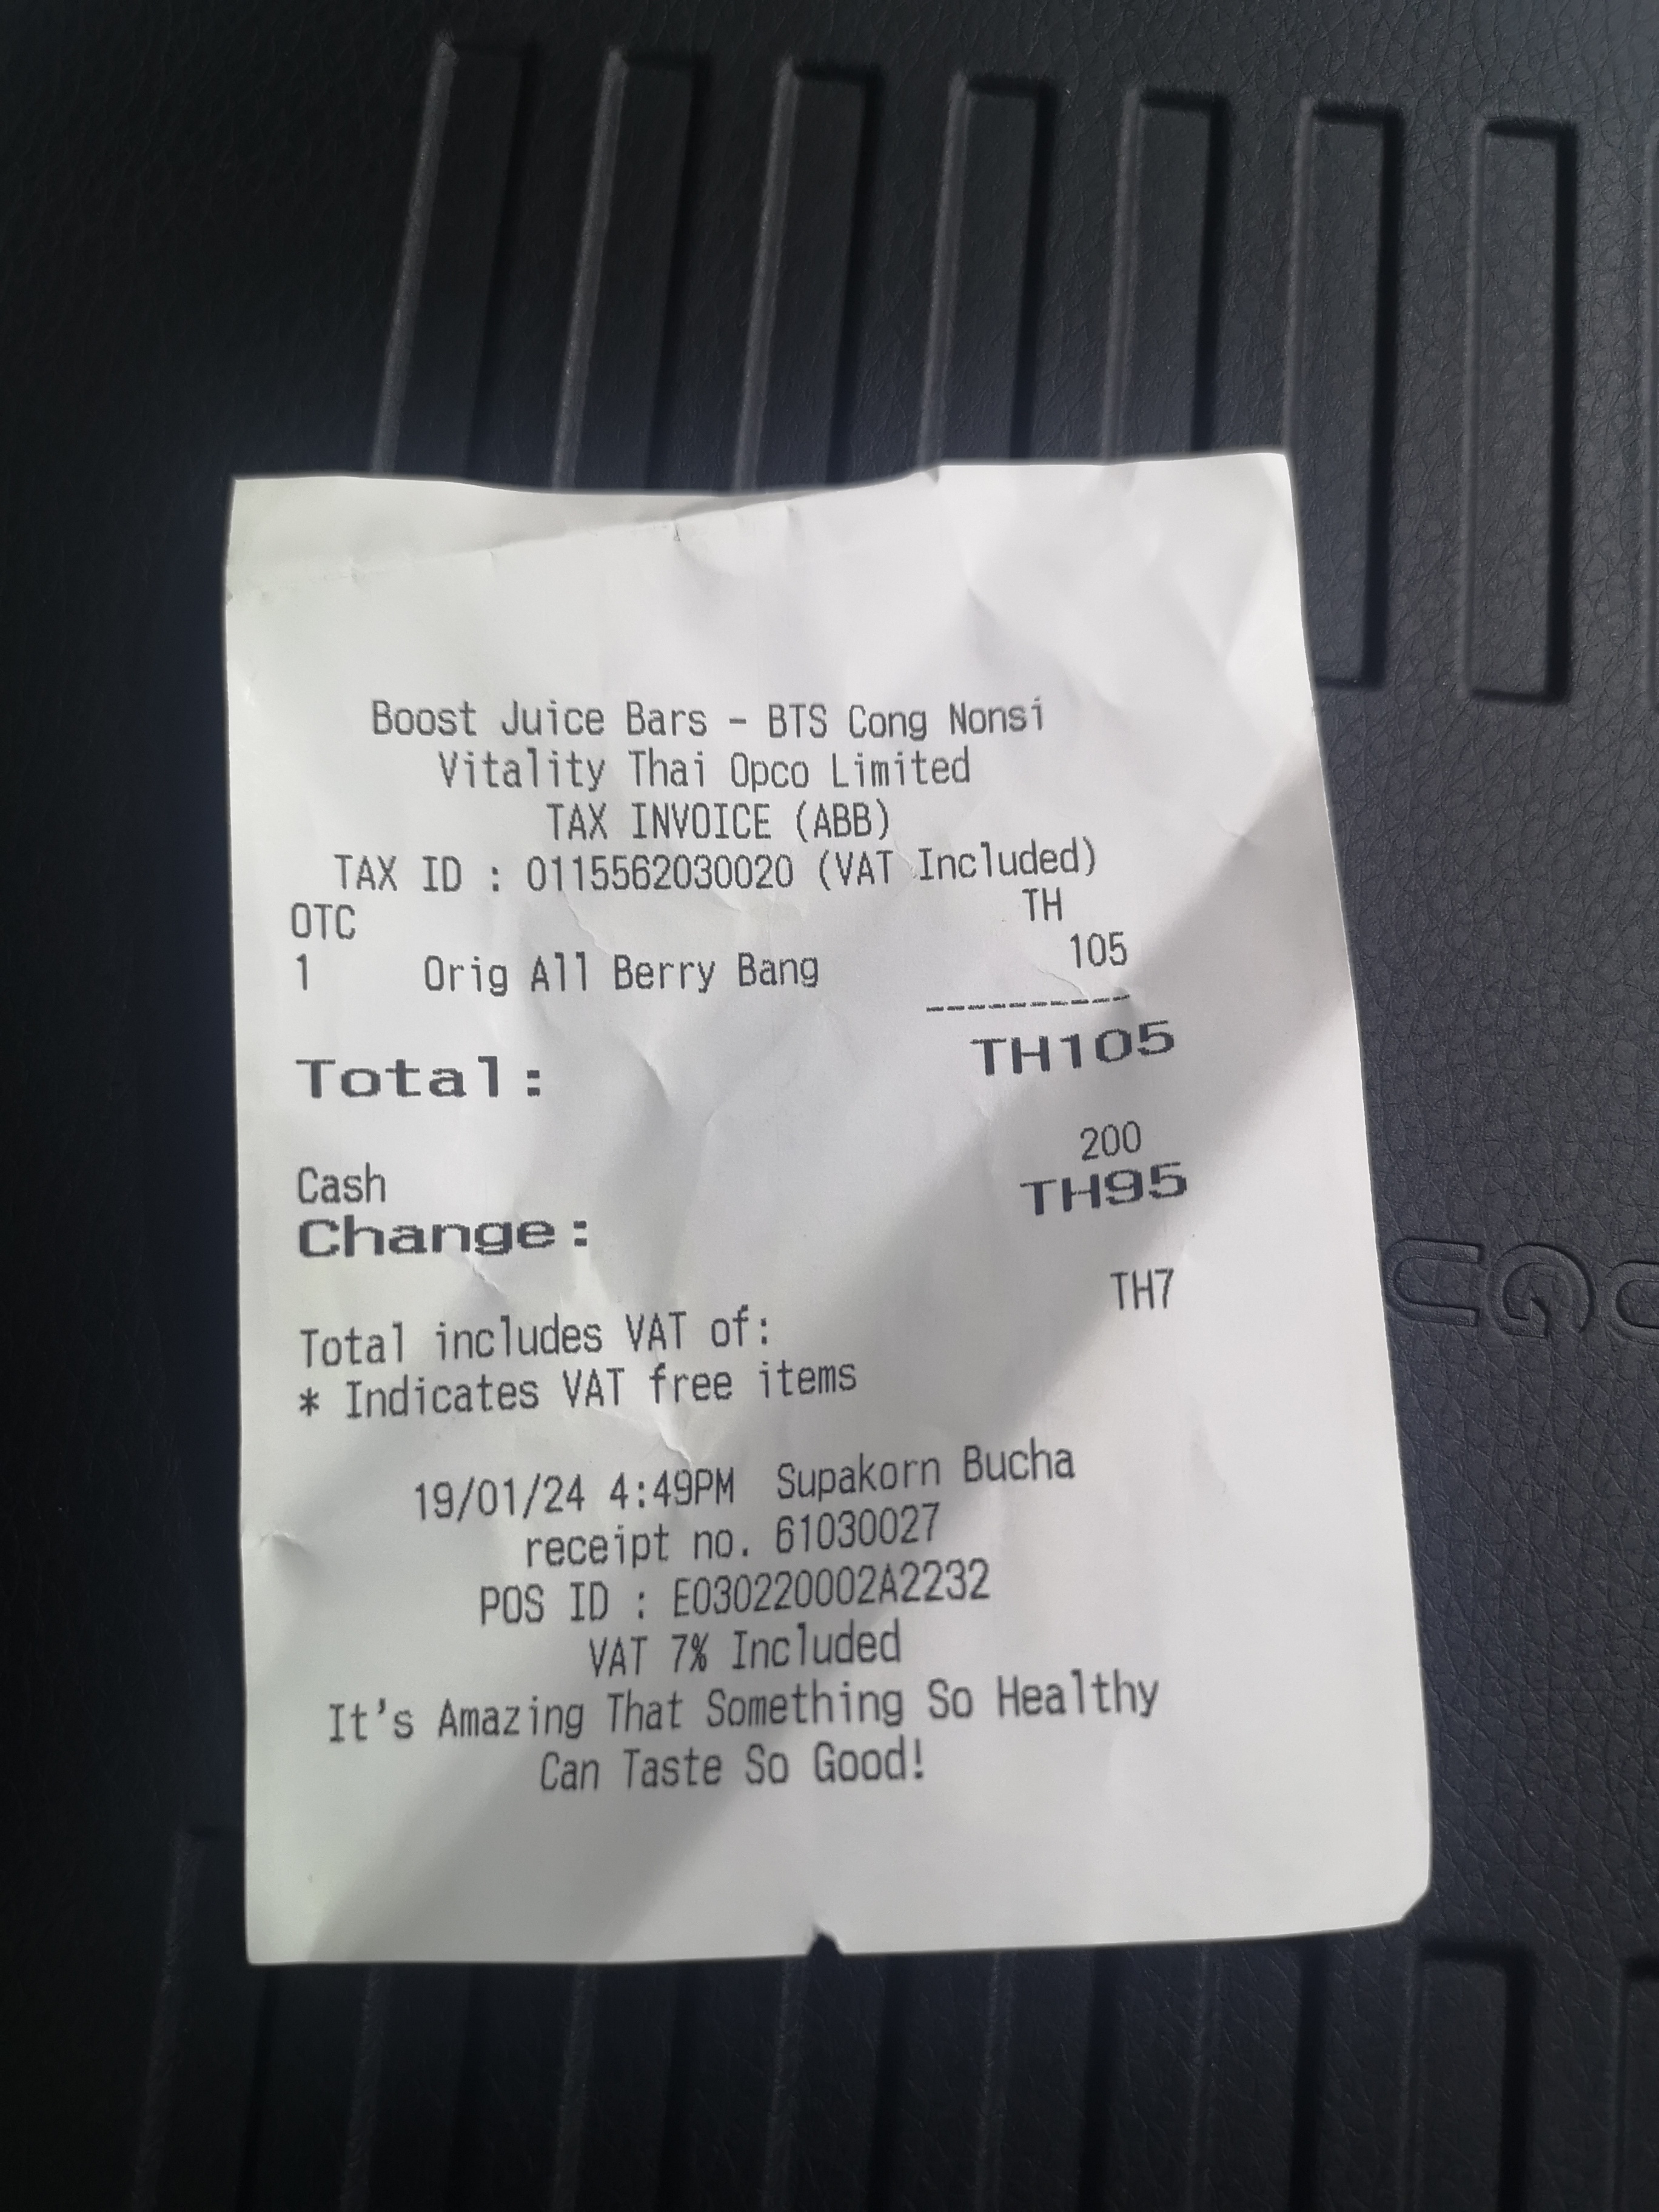 Boost Juice Bars - BTS Cong Nonsi
Vitality Thai Opco Limited
TAX INVOICE (ABB)
TAX ID : 0115562030020 (VAT Included)
OTC TH
1 Orig All Berry Bang 105
----------
Total: TH105
Cash 200
Change: TH95
Total includes VAT of: TH7
* Indicates VAT free items
19/01/24 4:49PM Supakorn Bucha
receipt no. 61030027
POS ID : E030220002A2232
VAT 7% Included
It's Amazing That Something So Healthy
Can Taste So Good!